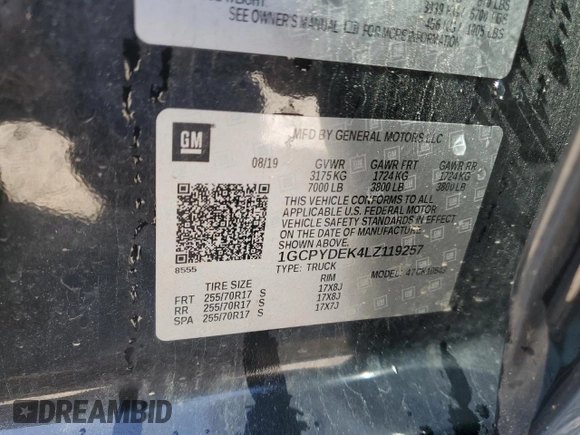 SEE OWNER'S MANUAL FOR MORE INFORMATION
GM
MFD BY GENERAL MOTORS LLC
08/19 GVWR GAWR FRT GAWR RR
3175 KG 1724 KG 1724 KG
7000 LB 3800 LB 3800 LB
THIS VEHICLE CONFORMS TO ALL
APPLICABLE U.S. FEDERAL MOTOR
VEHICLE SAFETY STANDARDS IN EFFECT
ON THE DATE OF MANUFACTURE
SHOWN ABOVE.
1GCPYDEK4LZ119257
8555
TYPE: TRUCK MODEL:
TIRE SIZE RIM
FRT 255/70R17 S 17X8J
RR 255/70R17 S 17X8J
SPA 255/70R17 S 17X7J
DREAMBID